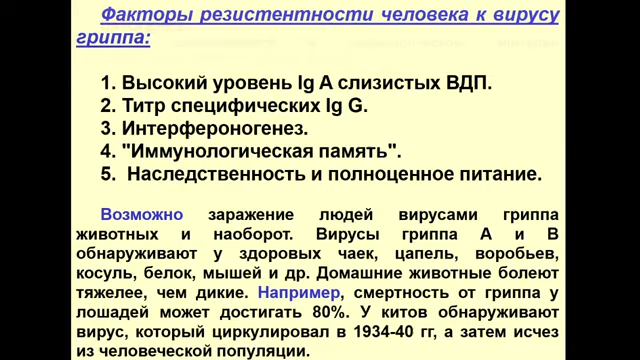 Факторы резистентности человека к вирусу
гриппа:
1. Высокий уровень Ig A слизистых ВДП.
2. Титр специфических Ig G.
3. Интерфероногенез.
4. "Иммунологическая память".
5. Наследственность и полноценное питание.
Возможно заражение людей вирусами гриппа
животных и наоборот. Вирусы гриппа А и В
обнаруживают у здоровых чаек, цапель, воробьев,
косуль, белок, мышей и др. Домашние животные болеют
тяжелее, чем дикие. Например, смертность от гриппа у
лошадей может достигать 80%. У китов обнаруживают
вирус, который циркулировал в 1934-40 гг, а затем исчез
из человеческой популяции.